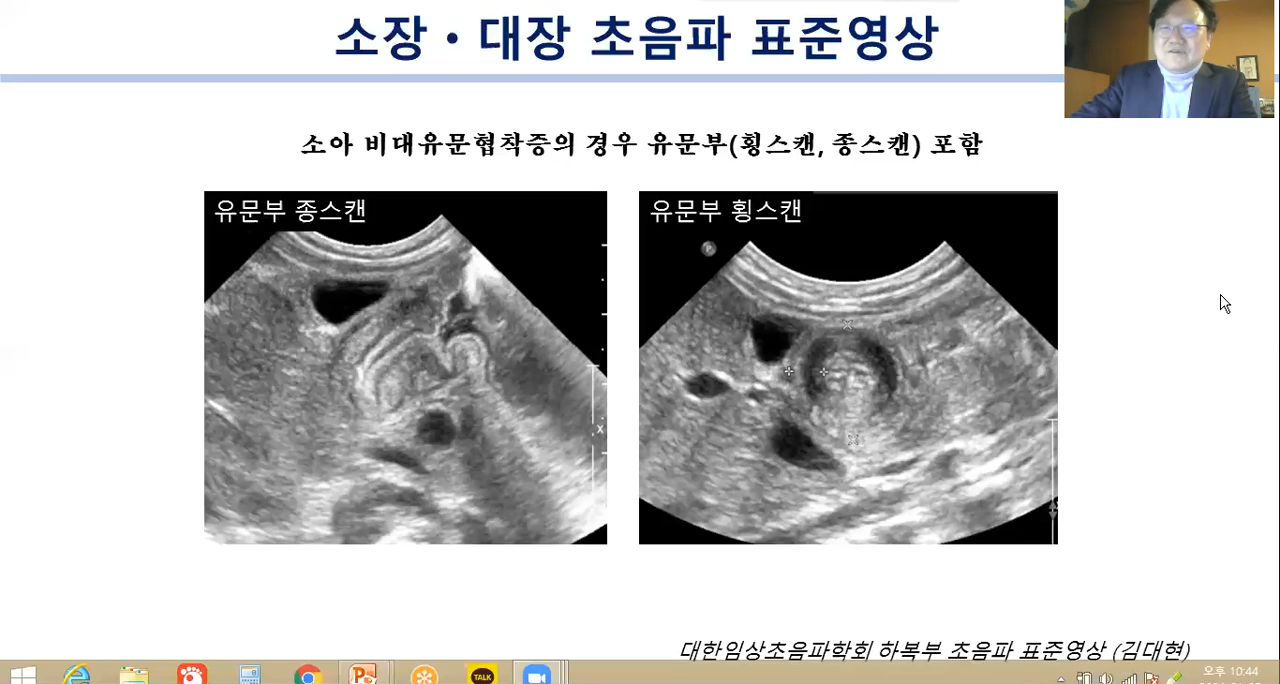 소장・대장 초음파 표준영상
소아 비대유문협착증의 경우 유문부(횡스캔, 종스캔) 포함
유문부 종스캔
유문부 횡스캔
대한임상초음파학회 하복부 초음파 표준영상 (김대현)
TALK
오후 10:44